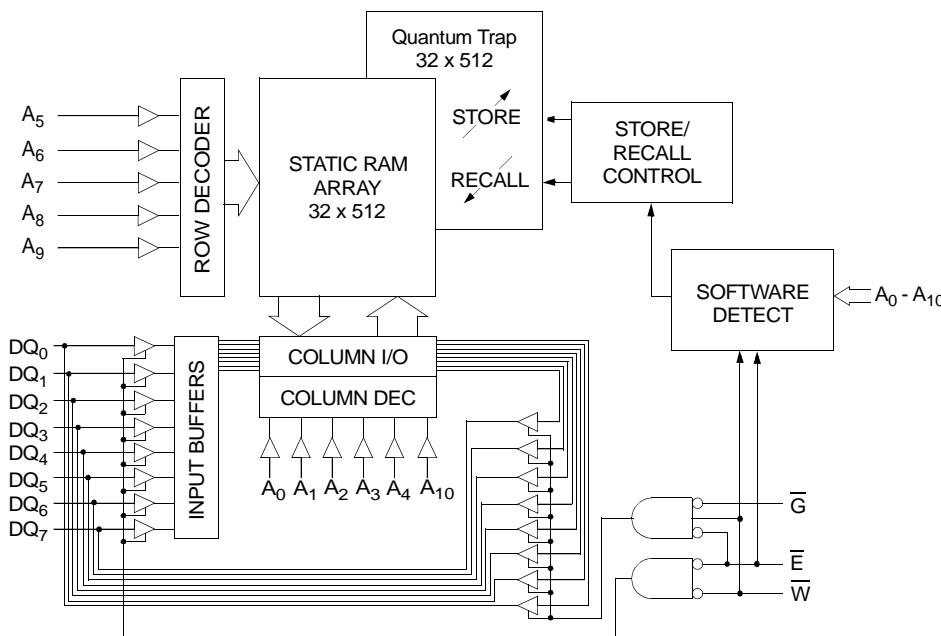 Quantum Trap
32 x 512
STORE
RECALL
A5
A6
A7
A8
A9
ROW DECODER
STATIC RAM
ARRAY
32 x 512
STORE/
RECALL
CONTROL
SOFTWARE
DETECT
A0 - A10
DQ0
DQ1
DQ2
DQ3
DQ4
DQ5
DQ6
DQ7
INPUT BUFFERS
COLUMN I/O
COLUMN DEC
A0 A1 A2 A3 A4 A10
G̅
E̅
W̅